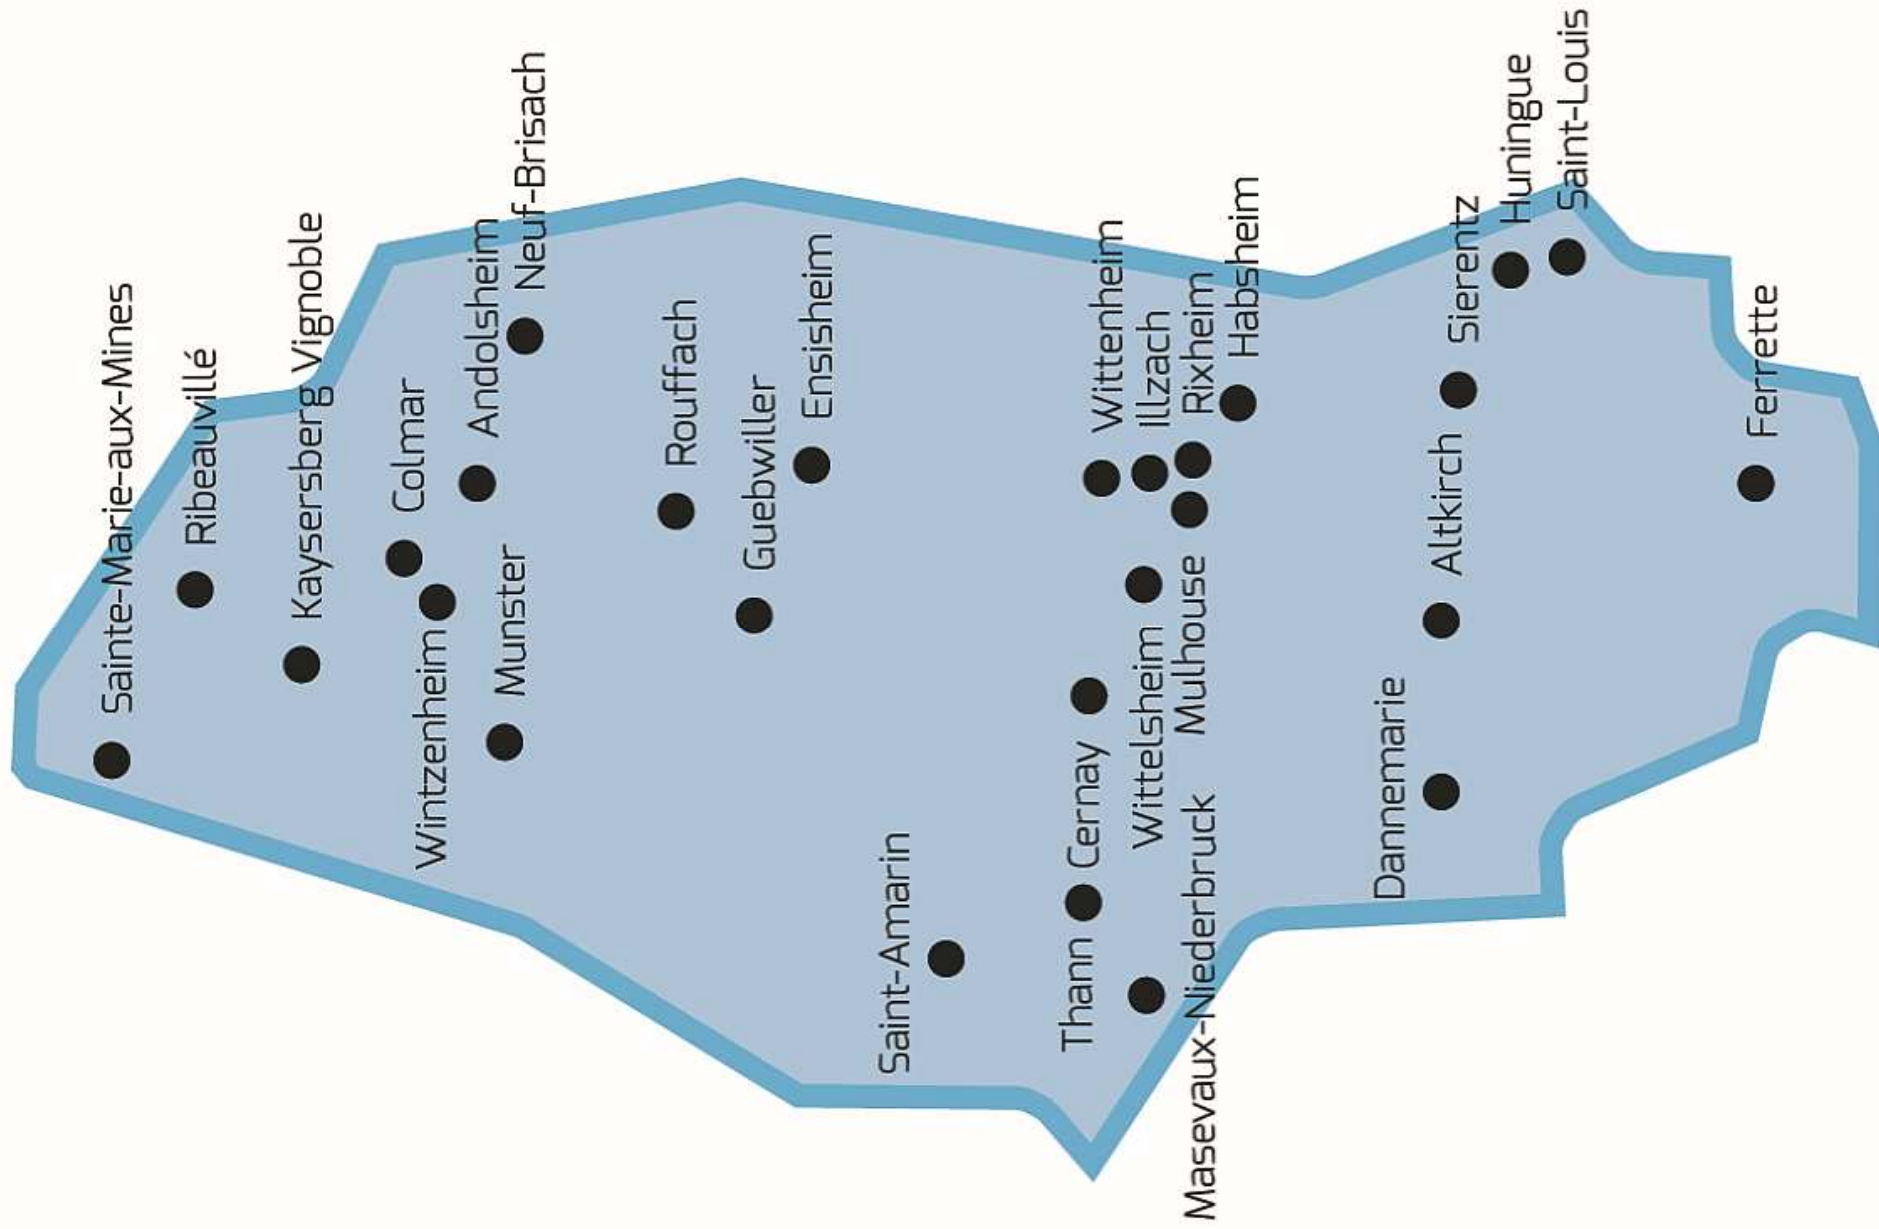 Sainte-Marie-aux-Mines
Ribeauvillé
Kaysersberg Vignoble
Colmar
Wintzenheim
Andolsheim
Munster
Neuf-Brisach
Rouffach
Guebwiller
Ensisheim
Saint-Amarin
Thann
Cernay
Wittenheim
Illzach
Wittelsheim
Rixheim
Mulhouse
Masevaux-Niederbruck
Habsheim
Dannemarie
Altkirch
Sierentz
Huningue
Saint-Louis
Ferrette